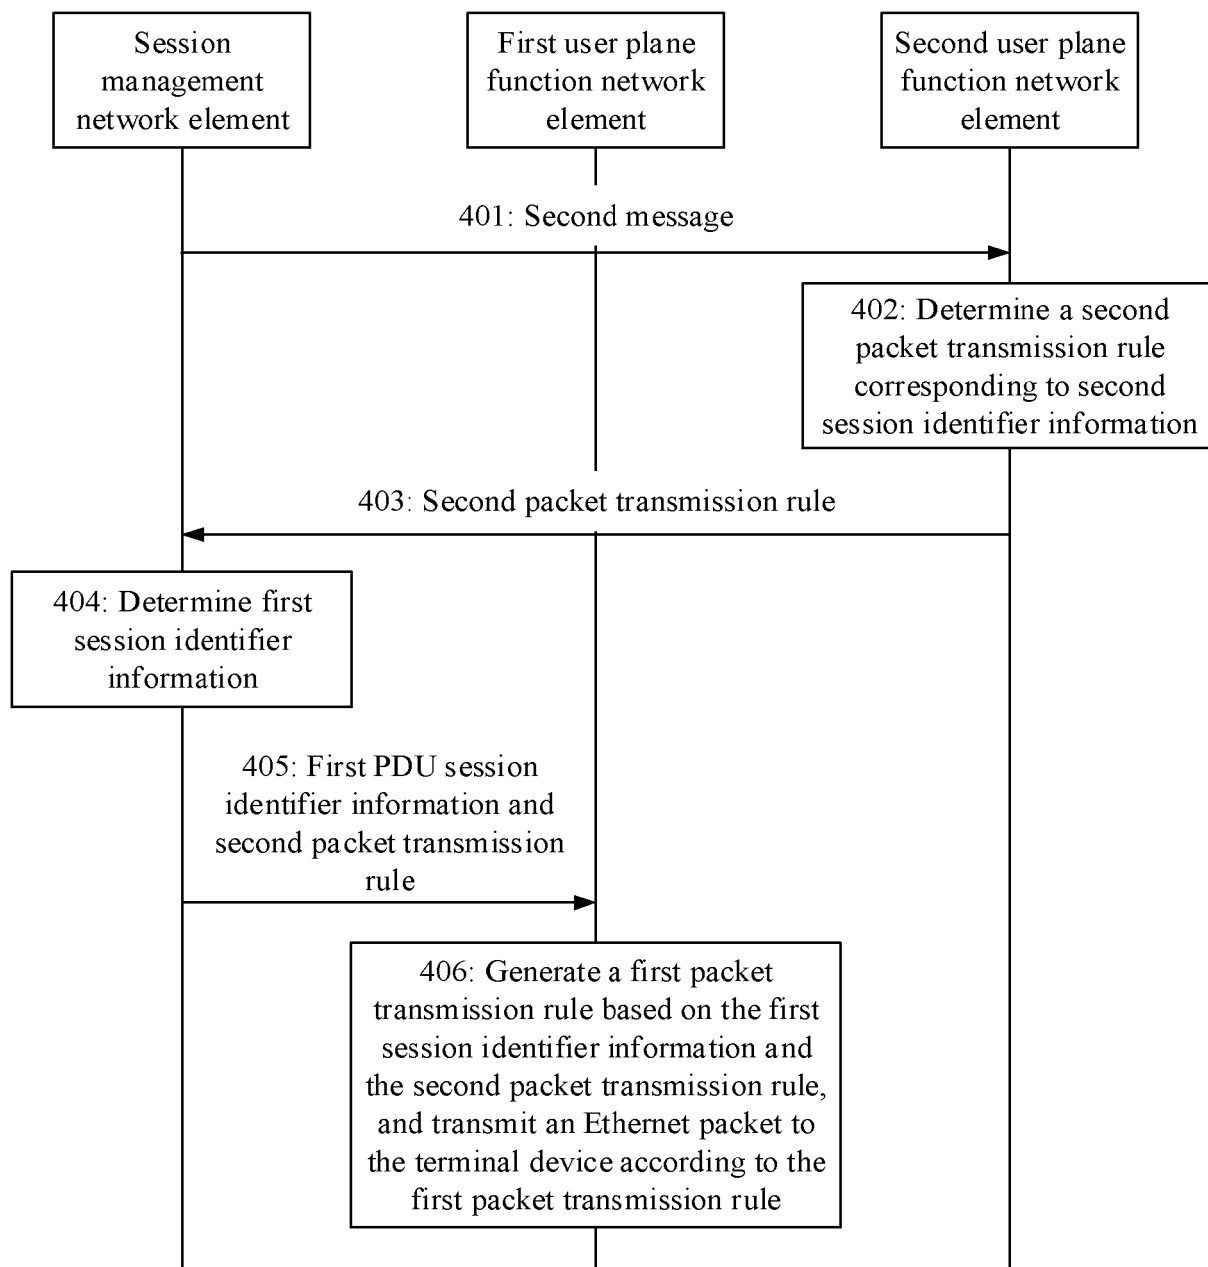 Session
management
network element
First user plane
function network
element
Second user plane
function network
element
401: Second message
402: Determine a second
packet transmission rule
corresponding to second
session identifier information
403: Second packet transmission rule
404: Determine first
session identifier
information
405: First PDU session
identifier information and
second packet transmission
rule
406: Generate a first packet
transmission rule based on the first
session identifier information and
the second packet transmission rule,
and transmit an Ethernet packet to
the terminal device according to the
first packet transmission rule